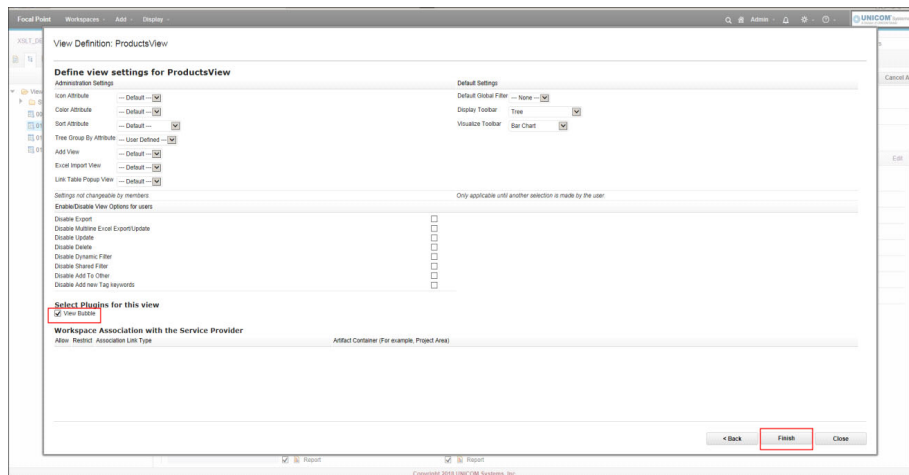 Focal Point Workspaces Add Display Admin UNICOM Systems
View Definition: ProductsView
Cancel A
Define view settings for ProductsView
Administration Settings Default Settings
Icon Attribute --- Default --- Default Global Filter --- None ---
Color Attribute --- Default --- Display Toolbar Tree
Sort Attribute --- Default --- Visualize Toolbar Bar Chart
Tree Group By Attribute --- User Defined ---
Add View --- Default ---
Edit
Excel Import View --- Default ---
Link Table Popup View --- Default ---
Settings not changeable by members Only applicable until another selection is made by the user
Enable/Disable View Options for users
Disable Export
Disable Multiline Excel Export/Update
Disable Update
Disable Delete
Disable Dynamic Filter
Disable Shared Filter
Disable Add To Other
Disable Add new Tag keywords
Select Plugins for this view
View Bubble
Workspace Association with the Service Provider
Allow Restrict Association Link Type Artifact Container (For example, Project Area)
< Back Finish Close
Report Report
Copyright 2019 UNICOM Systems, Inc.